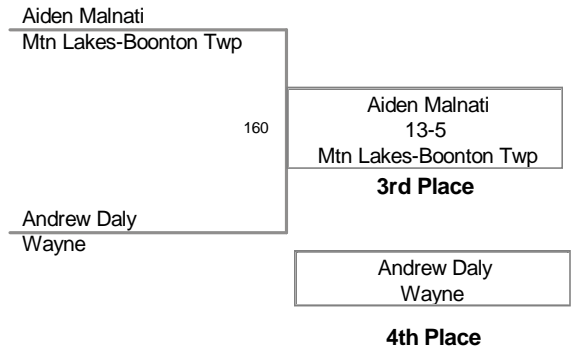 Aiden Malnati
Mtn Lakes-Boonton Twp
160
Aiden Malnati
13-5
Mtn Lakes-Boonton Twp
3rd Place
Andrew Daly
Wayne
Andrew Daly
Wayne
4th Place